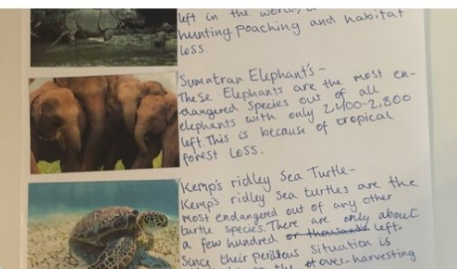 left in the world
hunting poaching and habitat
loss.
Sumatran Elephant's -
These Elephants are the most en-
-dangered species out of all
elephants with only 2,400-2,800
left. This is because of tropical
forest loss.
Kemp's ridley Sea Turtle -
Kemp's ridley Sea turtles are the
most endangered out of any other
turtle species. There are only about
a few hundred or thousands left.
Since their perilous situation is
to the over-harvesting